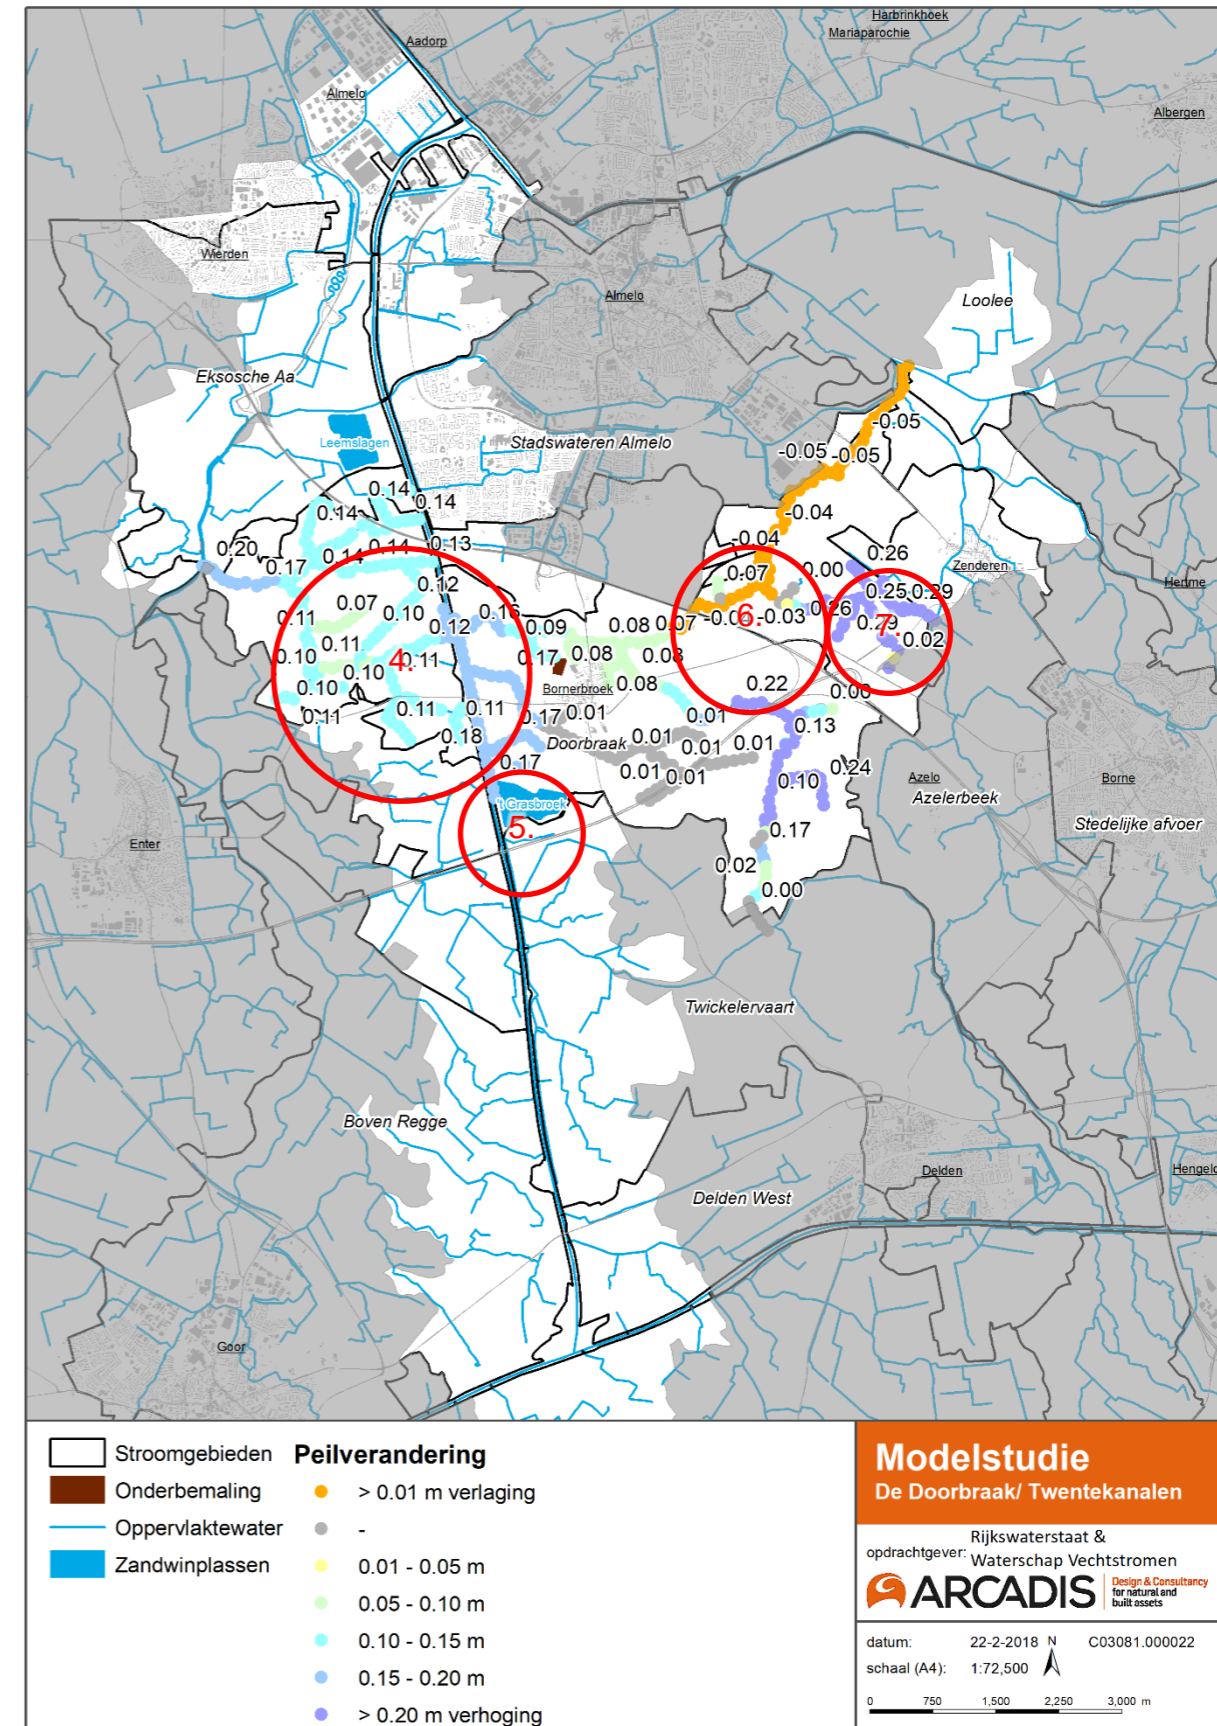 Harbrinkhoek
Mariaparochie
Aadorp
Almelo
Albergen
Wierden
Almelo
Loolee
Eksosche Aa
-0.05
Leemslagen
Stadswateren Almelo
-0.05 -0.05
0.14
0.14
0.14
-0.04
0.13
-0.04
0.20
0.14
0.14
0.26
0.17
0.07
0.00
Zenderen
0.12
0.25
0.29
Hertme
0.07
0.10
0.16
0.26
0.11
0.12
0.09
0.08
0.07
-0.04
6.
-0.03
0.29
7.
0.02
0.11
0.10
4.
0.11
0.17
0.08
0.08
0.10
0.10
0.08
0.22
0.00
Bornerbroek
0.11
0.11
0.11
0.17
0.01
0.01
0.13
0.18
Doorbraak
0.01
0.01
0.01
0.17
0.01
0.01
0.24
0.10
Azelo
Borne
't Grasbroek
Azelerbeek
5.
0.17
Stedelijke afvoer
Enter
0.02
0.00
Twickelervaart
Boven Regge
Delden
Hengelo
Delden West
Goor
Stroomgebieden
Onderbemaling
Oppervlaktewater
Zandwinplassen
Peilverandering
> 0.01 m verlaging
-
0.01 - 0.05 m
0.05 - 0.10 m
0.10 - 0.15 m
0.15 - 0.20 m
> 0.20 m verhoging
Modelstudie
De Doorbraak/ Twentekanalen
opdrachtgever: Rijkswaterstaat &
Waterschap Vechtstromen
ARCADIS
Design & Consultancy
for natural and
built assets
datum: 22-2-2018 N C03081.000022
schaal (A4): 1:72,500
0 750 1,500 2,250 3,000 m